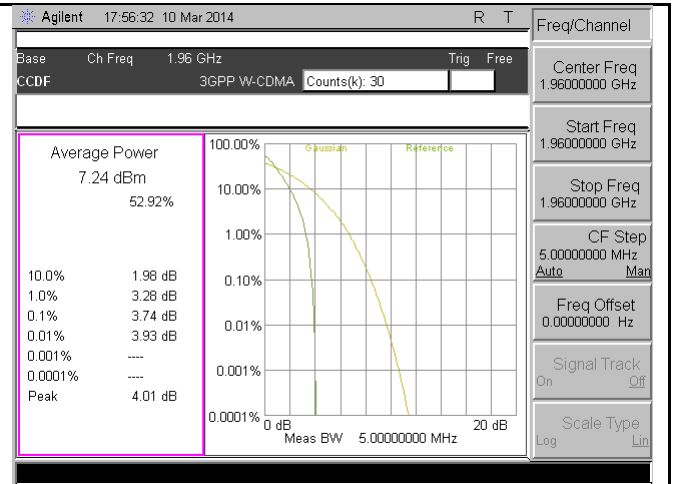 Agilent 17:56:32 10 Mar 2014 R T
Freq/Channel
Base Ch Freq 1.96 GHz Trig Free
CCDF 3GPP W-CDMA Counts(k): 30
Center Freq
1.96000000 GHz
Start Freq
1.96000000 GHz
Stop Freq
1.96000000 GHz
CF Step
5.00000000 MHz
Auto Man
Freq Offset
0.00000000 Hz
Signal Track
On Off
Scale Type
Log Lin
Average Power
7.24 dBm
52.92%
10.0% 1.98 dB
1.0% 3.28 dB
0.1% 3.74 dB
0.01% 3.93 dB
0.001% ----
0.0001% ----
Peak 4.01 dB
Gaussian Reference
100.00%
10.00%
1.00%
0.10%
0.01%
0.001%
0.0001%
0 dB 20 dB
Meas BW 5.00000000 MHz